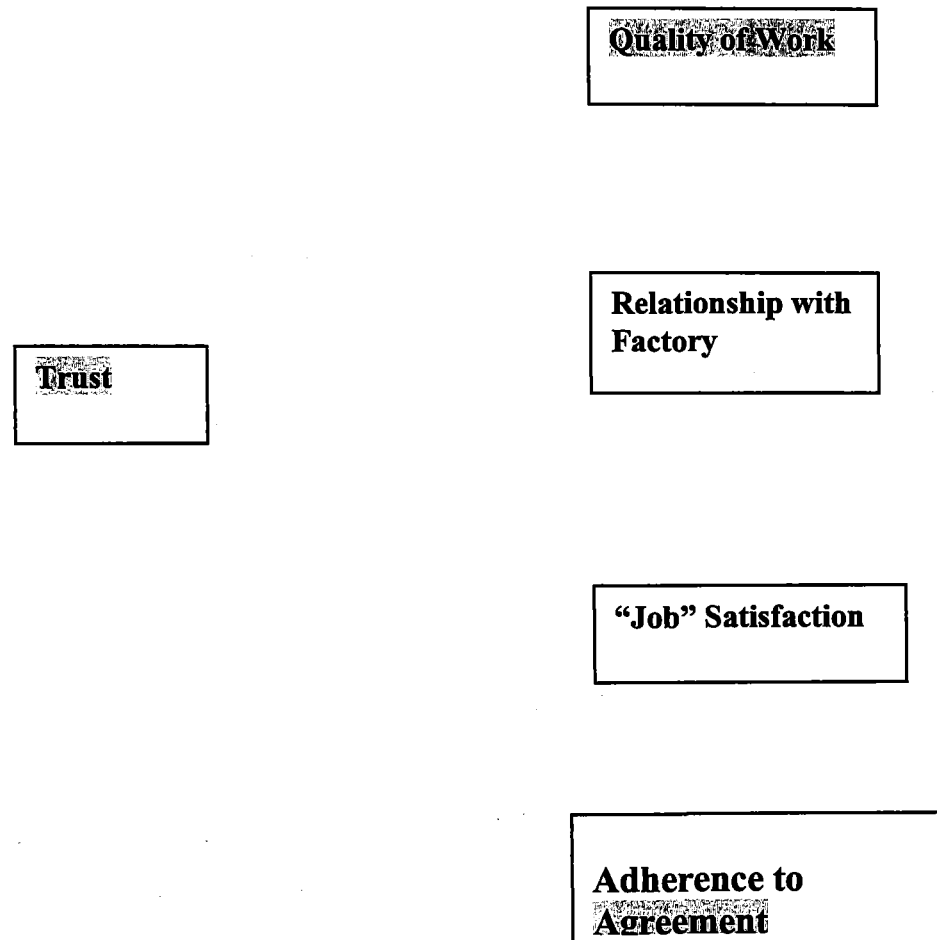 Quality of Work
Relationship with
Factory
Trust
“Job” Satisfaction
Adherence to
Agreement